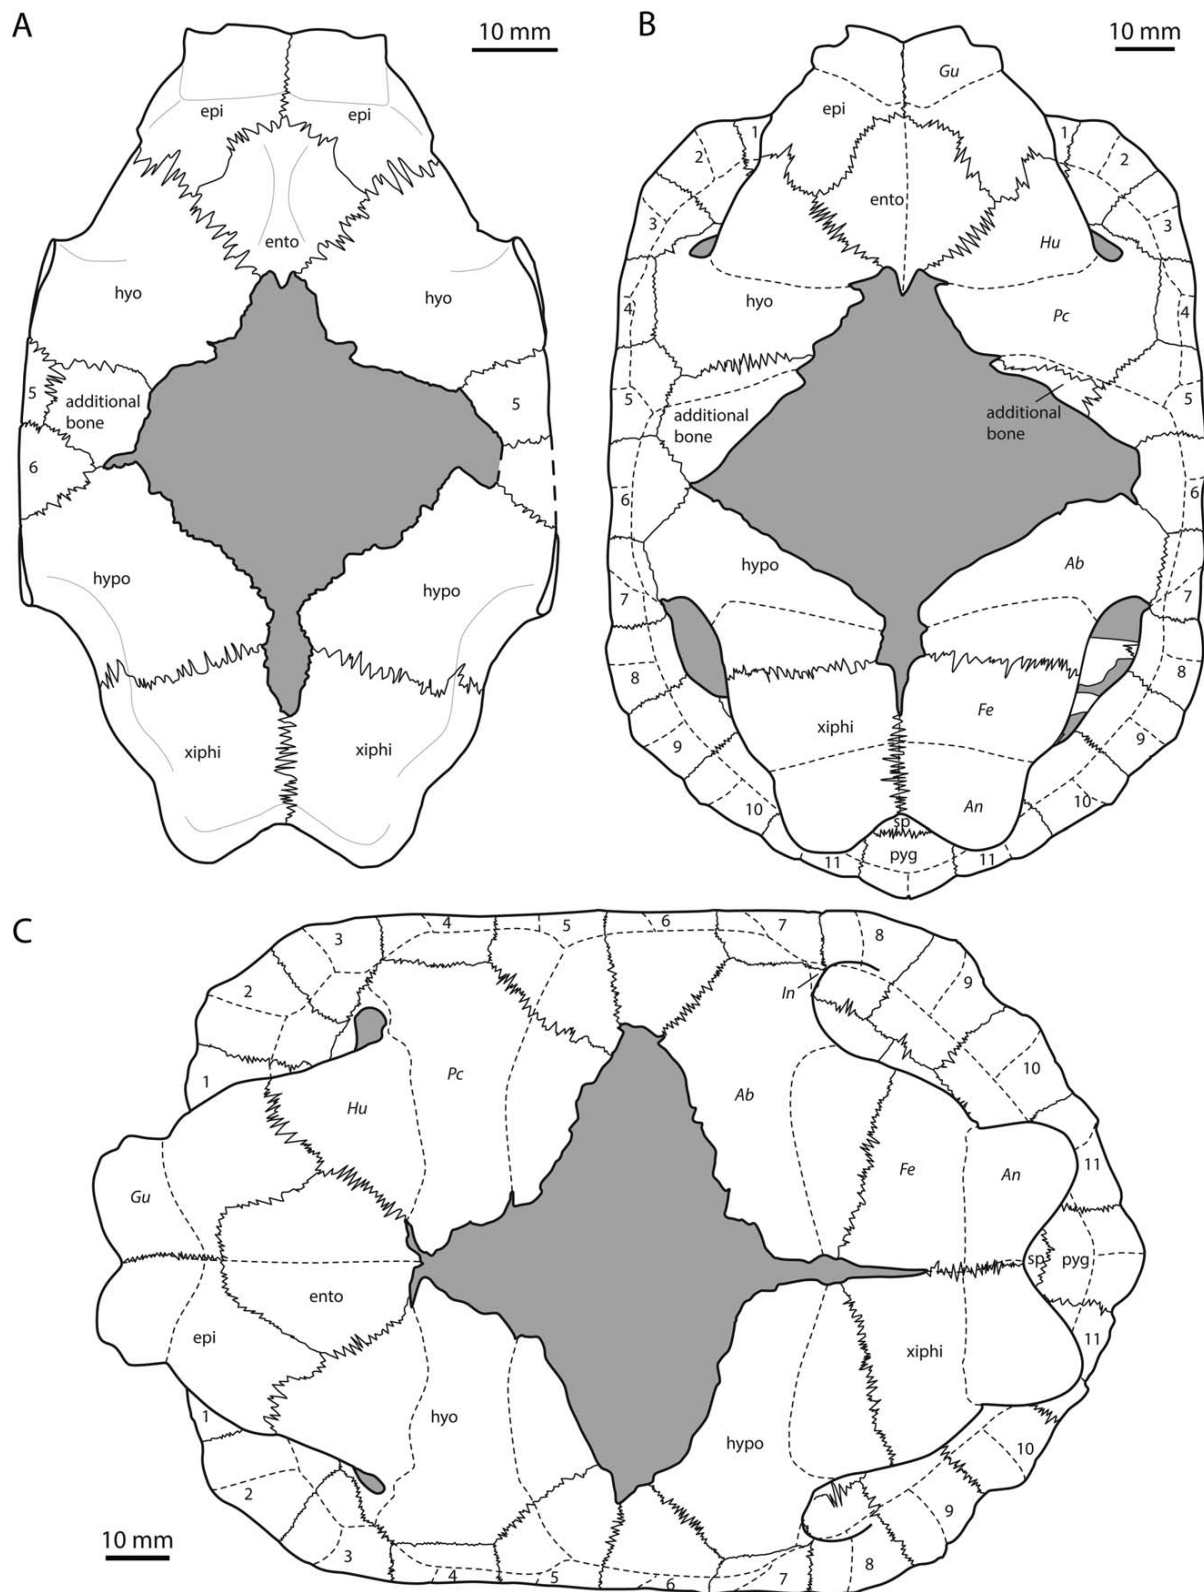 A
10 mm
epi
epi
ento
hyo
hyo
5
additional
bone
5
6
hypo
hypo
xiphi
xiphi
B
10 mm
Gu
epi
1
1
2
2
ento
3
3
Hu
hyo
Pc
4
4
5
additional
bone
additional
bone
5
6
6
hypo
Ab
7
7
8
8
xiphi
Fe
9
9
10
An
10
sp
pyg
11
11
C
3
4
5
6
7
8
2
In
9
1
10
Pc
Ab
Hu
Fe
An
11
Gu
sp
pyg
ento
epi
xiphi
11
hyo
hypo
1
10
2
9
10 mm
3
4
5
6
7
8